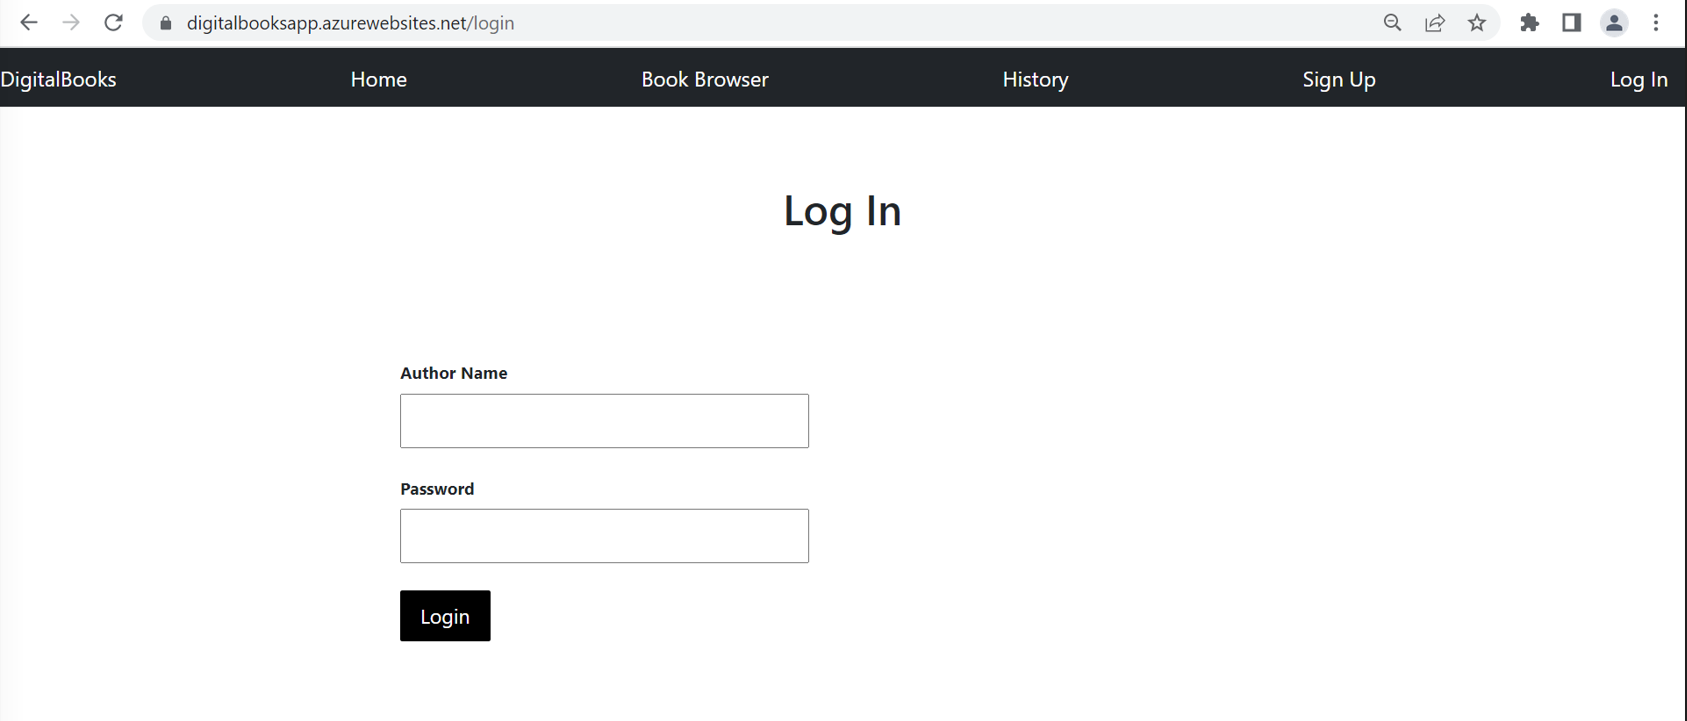 digitalbooksapp.azurewebsites.net/login
DigitalBooks Home Book Browser History Sign Up Log In
Log In
Author Name
Password
Login